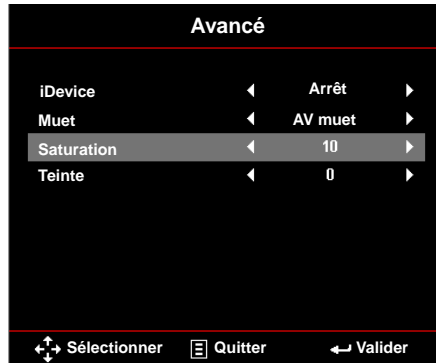 Avancé
iDevice Arrêt
Muet AV muet
Saturation 10
Teinte 0
Sélectionner Quitter Valider